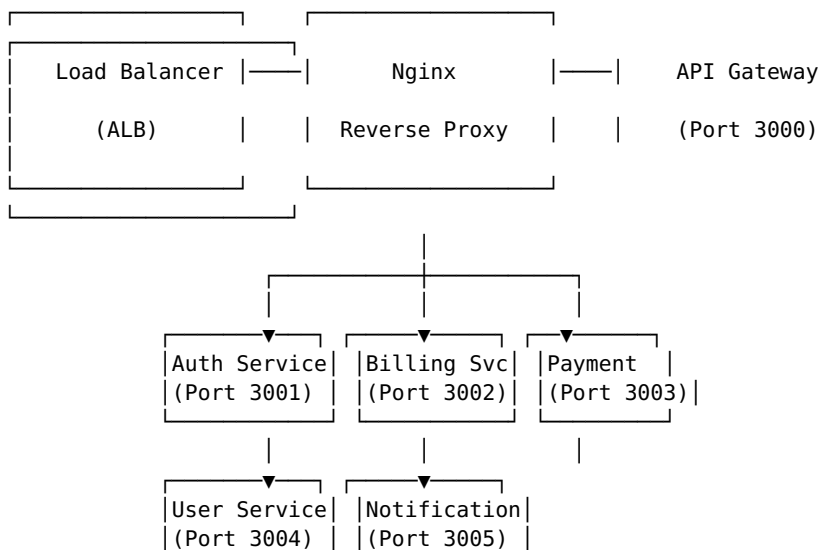 Load Balancer Nginx API Gateway
(ALB) Reverse Proxy (Port 3000)
Auth Service Billing Svc Payment
(Port 3001) (Port 3002) (Port 3003)
User Service Notification
(Port 3004) (Port 3005)